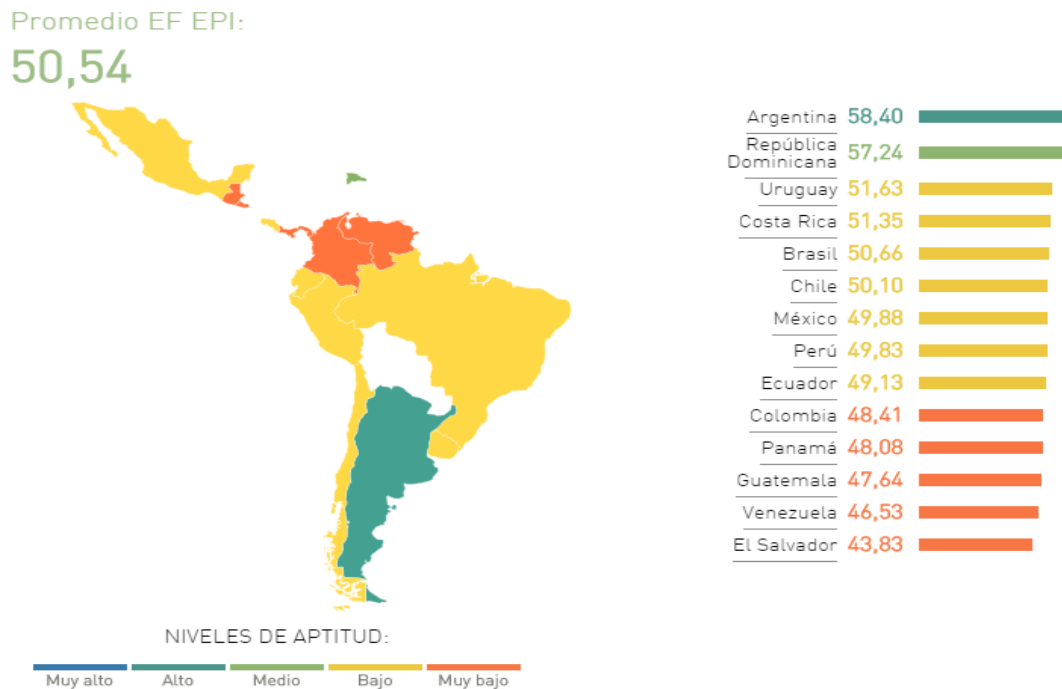 Promedio EF EPI:
50,54
Argentina 58,40
República
Dominicana 57,24
Uruguay 51,63
Costa Rica 51,35
Brasil 50,66
Chile 50,10
México 49,88
Perú 49,83
Ecuador 49,13
Colombia 48,41
Panamá 48,08
Guatemala 47,64
Venezuela 46,53
El Salvador 43,83
NIVELES DE APTITUD:
Muy alto Alto Medio Bajo Muy bajo